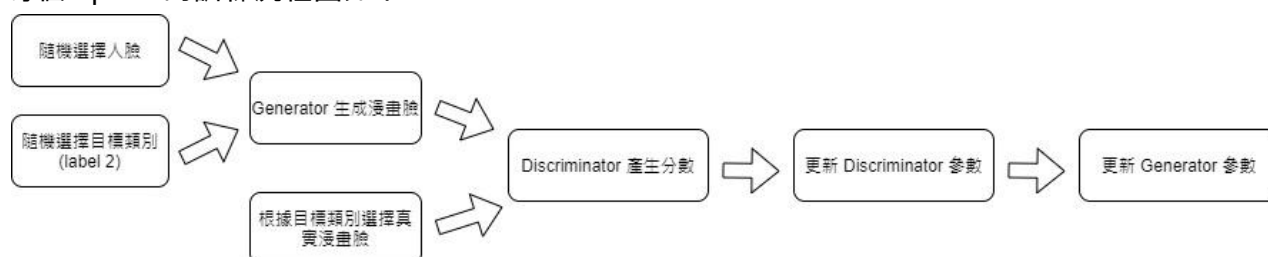 隨機選擇人臉
隨機選擇目標類別
(label 2)
Generator 生成漫畫臉
根據目標類別選擇真
實漫畫臉
Discriminator 產生分數
更新 Discriminator 參數
更新 Generator 參數